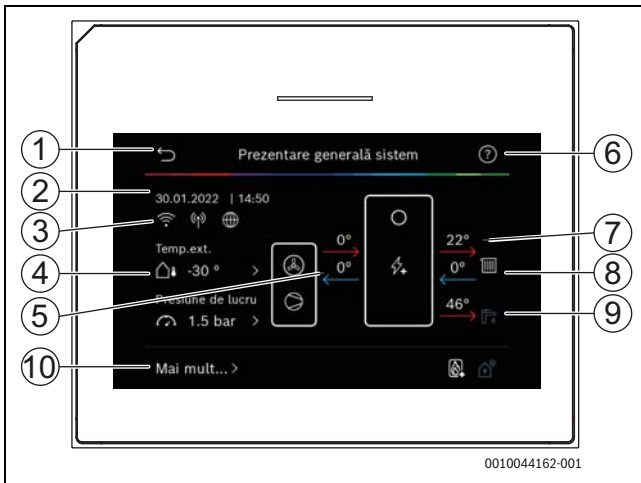 Prezentare generală sistem
?
30.01.2022 | 14:50
Temp.ext.
-30 ° >
Presiune de lucru
1.5 bar >
0°
0°
22°
0°
46°
Mai mult... >
1
2
3
4
5
10
6
7
8
9
0010044162-001